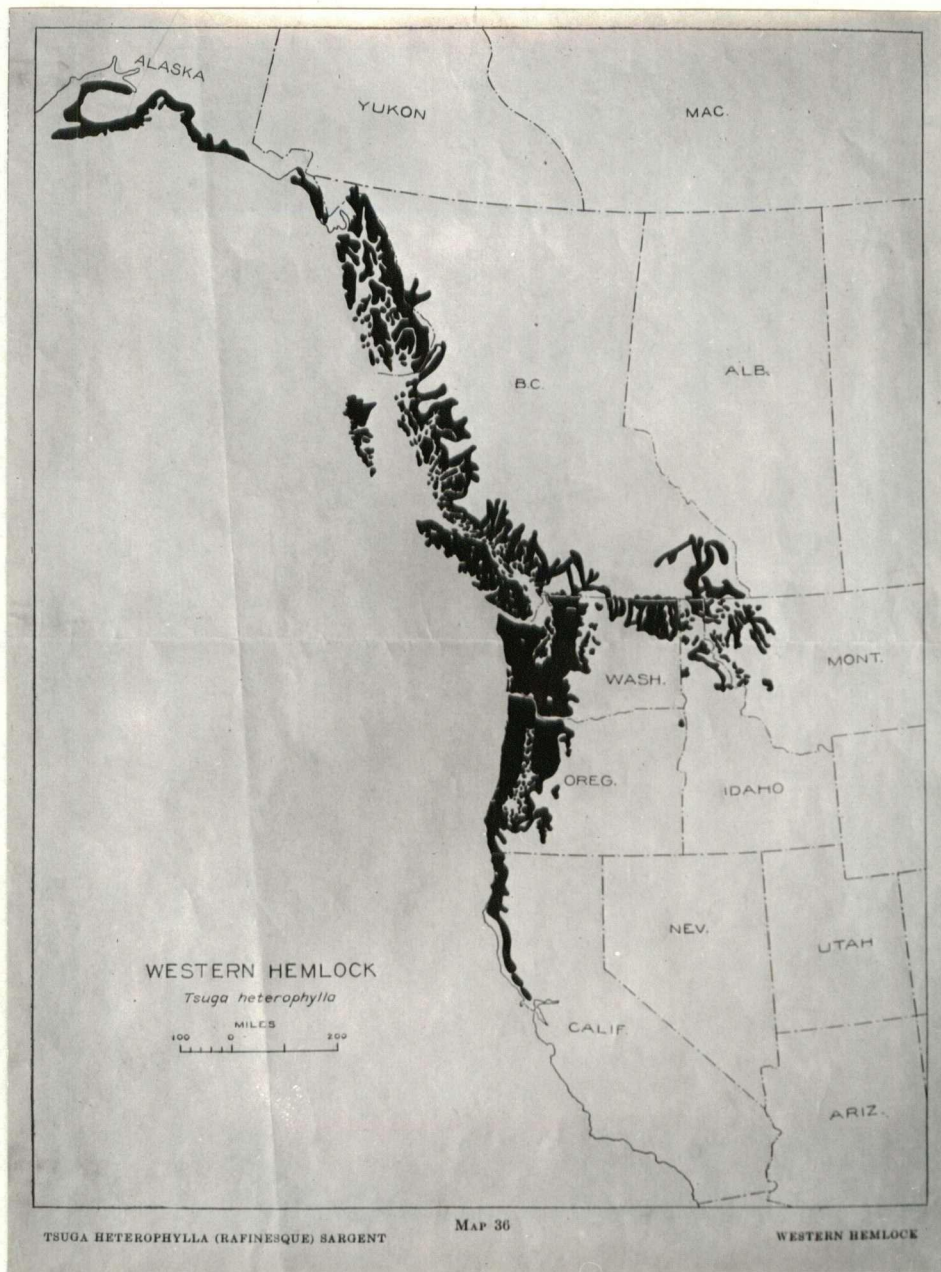 ALASKA
YUKON
MAC.
B.C.
ALB.
WASH.
MONT.
OREG.
IDAHO
NEV.
UTAH
CALIF.
ARIZ.
WESTERN HEMLOCK
Tsuga heterophylla
MILES
100 0 200
MAP 36
TSUGA HETEROPHYLLA (RAFINESQUE) SARGENT
WESTERN HEMLOCK